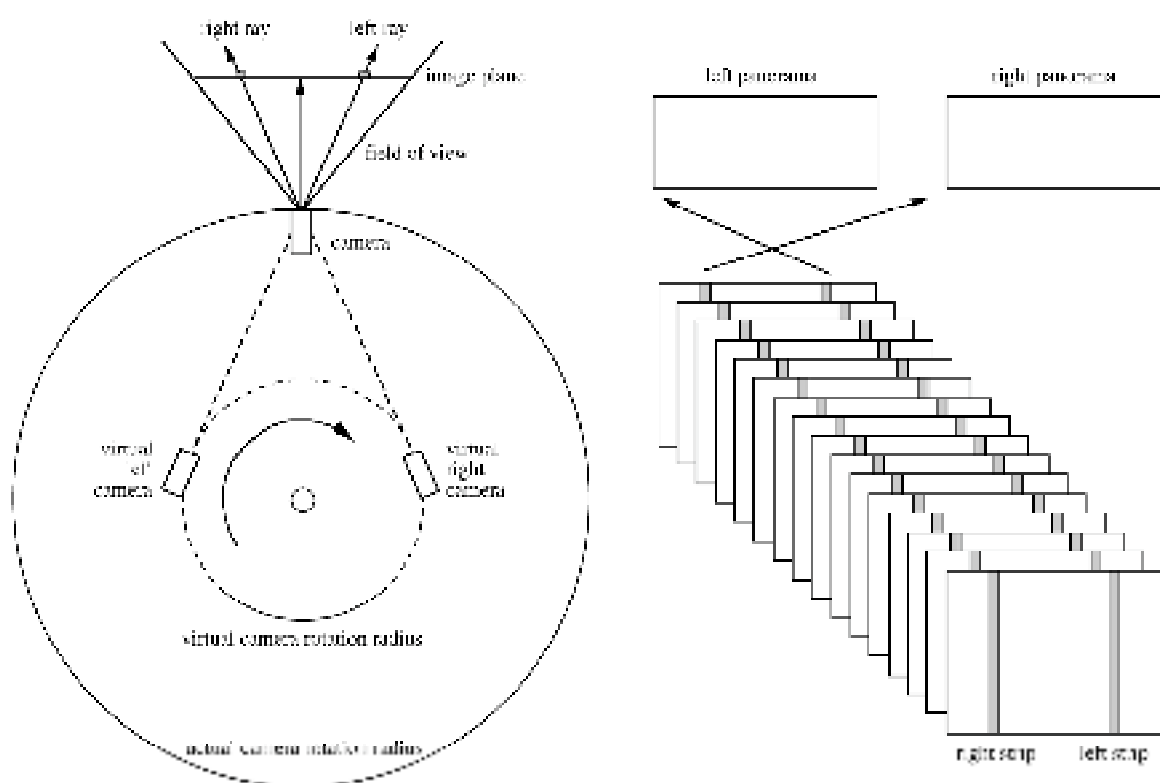 right ray
left ray
image plane
field of view
camera
virtual
camera
virtual
right
camera
virtual camera rotation radius
actual camera rotation radius
left panorama
right panorama
right strip
left strip